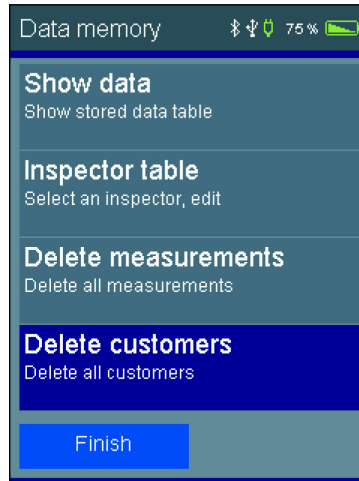 Data memory 75 %
Show data
Show stored data table
Inspector table
Select an inspector, edit
Delete measurements
Delete all measurements
Delete customers
Delete all customers
Finish